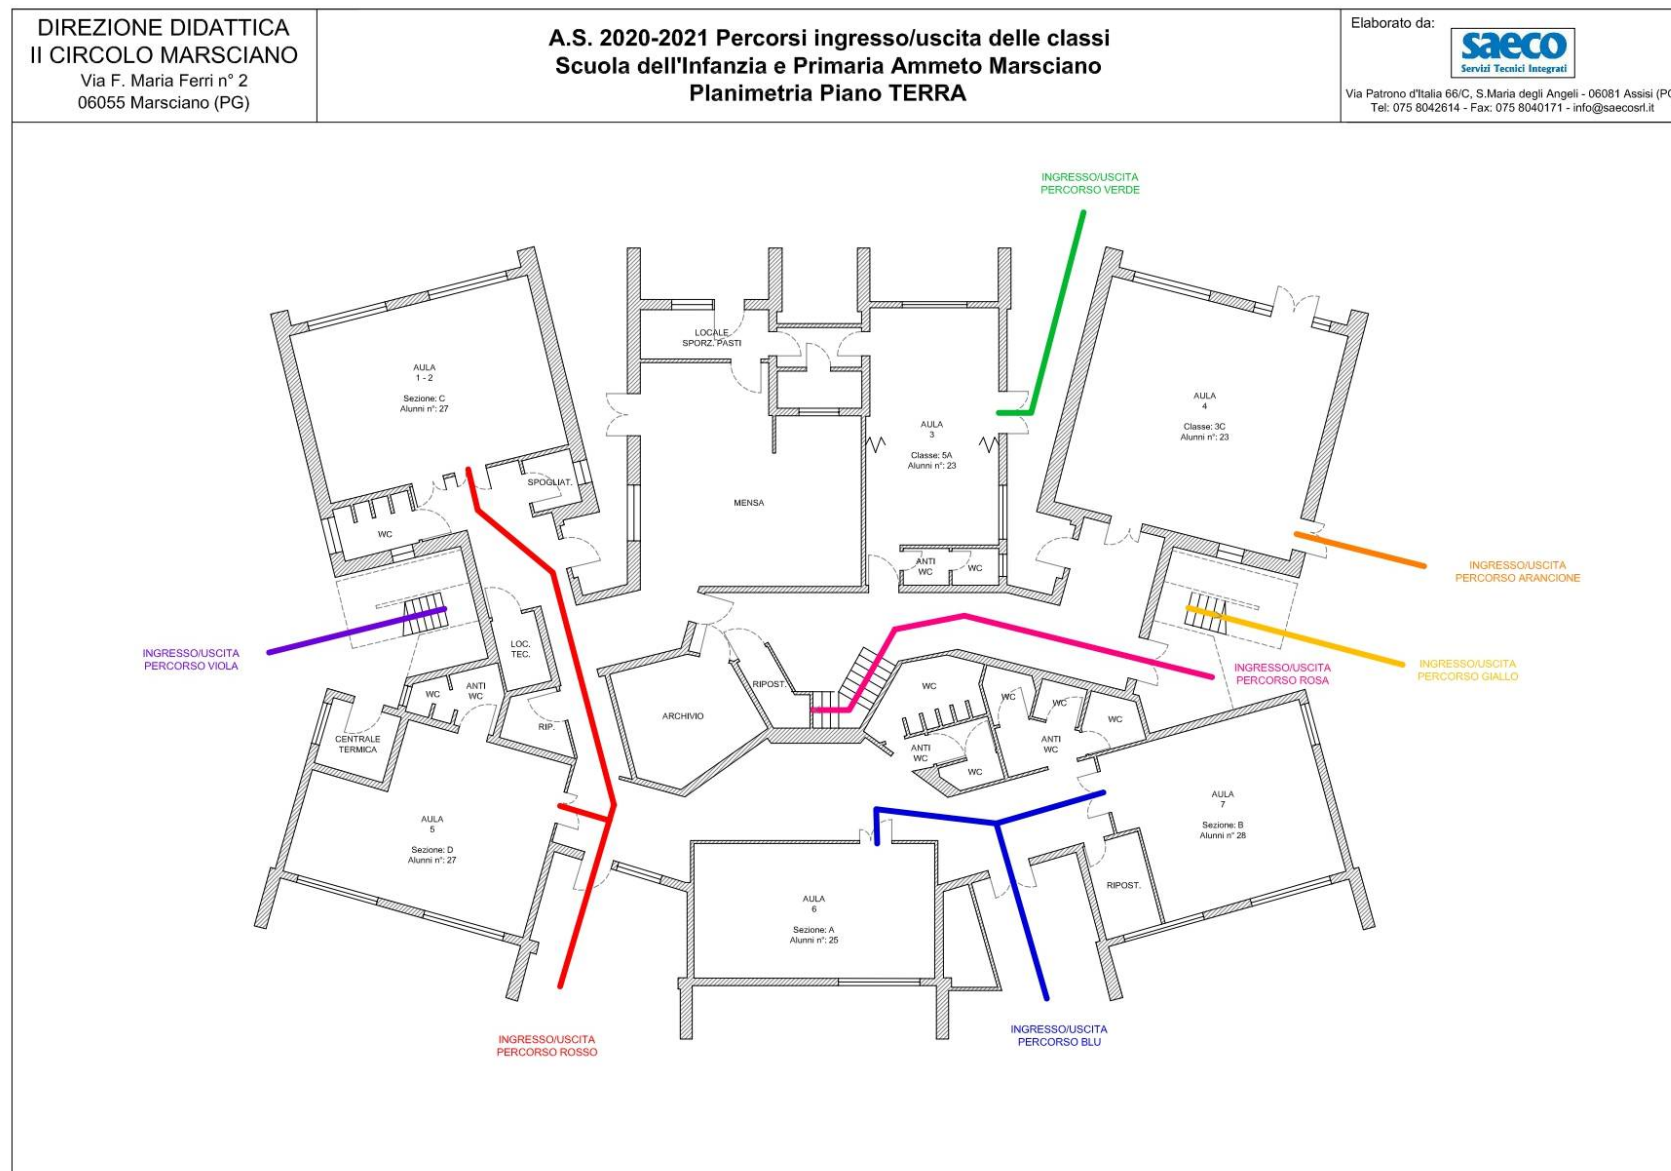 DIREZIONE DIDATTICA
II CIRCOLO MARSCIANO
Via F. Maria Ferri n° 2
06055 Marsciano (PG)
A.S. 2020-2021 Percorsi ingresso/uscita delle classi
Scuola dell'Infanzia e Primaria Ammeto Marsciano
Planimetria Piano TERRA
Elaborato da:
saeco
Servizi Tecnici Integrati
Via Patrono d'Italia 66/C, S.Maria degli Angeli - 06081 Assisi (PG
Tel: 075 8042614 - Fax: 075 8040171 - info@saecosrl.it
INGRESSO/USCITA
PERCORSO VERDE
LOCALE
SPORZ. PASTI
AULA
1 - 2
Sezione: C
Alunni n°: 27
AULA
3
Classe: 5A
Alunni n°: 23
AULA
4
Classe: 3C
Alunni n°: 23
SPOGLIAT.
MENSA
WC
ANTI
WC
WC
INGRESSO/USCITA
PERCORSO ARANCIONE
INGRESSO/USCITA
PERCORSO VIOLA
LOC.
TEC.
INGRESSO/USCITA
PERCORSO ROSA
INGRESSO/USCITA
PERCORSO GIALLO
WC
ANTI
WC
RIPOST.
WC
WC
WC
WC
ARCHIVIO
RIP.
CENTRALE
TERMICA
ANTI
WC
WC
ANTI
WC
AULA
5
Sezione: D
Alunni n°: 27
AULA
7
Sezione: B
Alunni n° 28
RIPOST.
AULA
6
Sezione: A
Alunni n°: 25
INGRESSO/USCITA
PERCORSO ROSSO
INGRESSO/USCITA
PERCORSO BLU